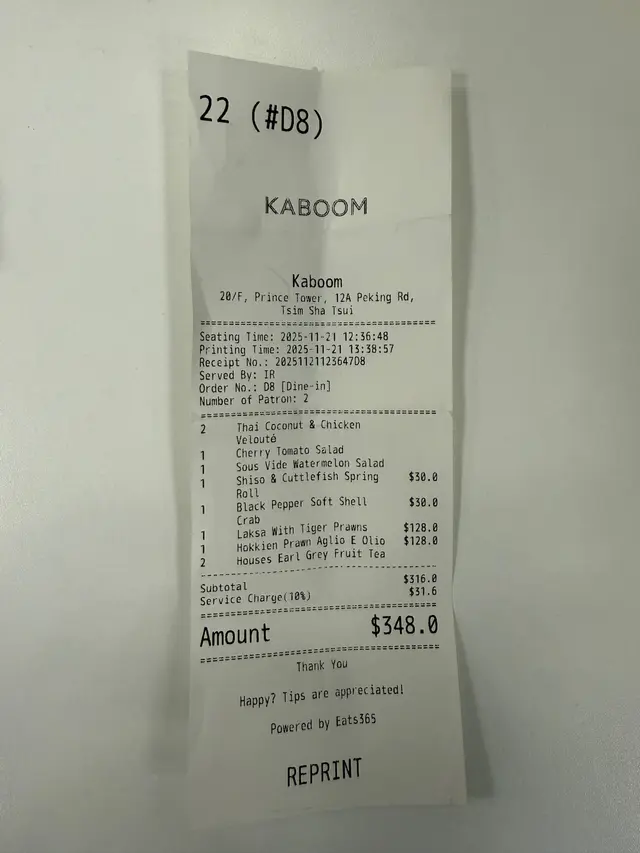 22 (#D8)
KABOOM
Kaboom
20/F, Prince Tower, 12A Peking Rd,
Tsim Sha Tsui
Seating Time: 2025-11-21 12:36:48
Printing Time: 2025-11-21 13:38:57
Receipt No.: 20251121123647D8
Served By: IR
Order No.: D8 [Dine-in]
Number of Patron: 2
2 Thai Coconut & Chicken
Velouté
1 Cherry Tomato Salad
1 Sous Vide Watermelon Salad
1 Shiso & Cuttlefish Spring $30.0
Roll
1 Black Pepper Soft Shell $30.0
Crab
1 Laksa With Tiger Prawns $128.0
1 Hokkien Prawn Aglio E Olio $128.0
2 Houses Earl Grey Fruit Tea
Subtotal $316.0
Service Charge(10%) $31.6
Amount $348.0
Thank You
Happy? Tips are appreciated!
Powered by Eats365
REPRINT